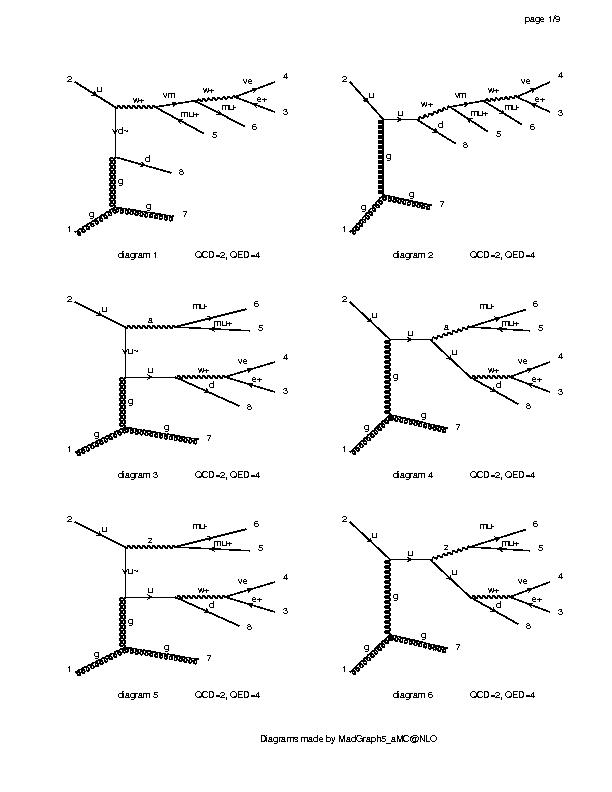 page 1/9
2 u w+ vm w+ ve 4
e+ 3
mu- 6
mu+ 5
d~
d 8
g
g g 7
1
diagram 1 QCD=2, QED=4
2 u u w+ vm w+ ve 4
e+ 3
mu- 6
mu+ 5
d 8
g
g g 7
1
diagram 2 QCD=2, QED=4
2 u a mu- 6
mu+ 5
u~
u w+ ve 4
e+ 3
d 8
g
g g 7
1
diagram 3 QCD=2, QED=4
2 u u a mu- 6
mu+ 5
u w+ ve 4
e+ 3
d 8
g
g g 7
1
diagram 4 QCD=2, QED=4
2 u z mu- 6
mu+ 5
u~
u w+ ve 4
e+ 3
d 8
g
g g 7
1
diagram 5 QCD=2, QED=4
2 u u z mu- 6
mu+ 5
u w+ ve 4
e+ 3
d 8
g
g g 7
1
diagram 6 QCD=2, QED=4
Diagrams made by MadGraph5_aMC@NLO